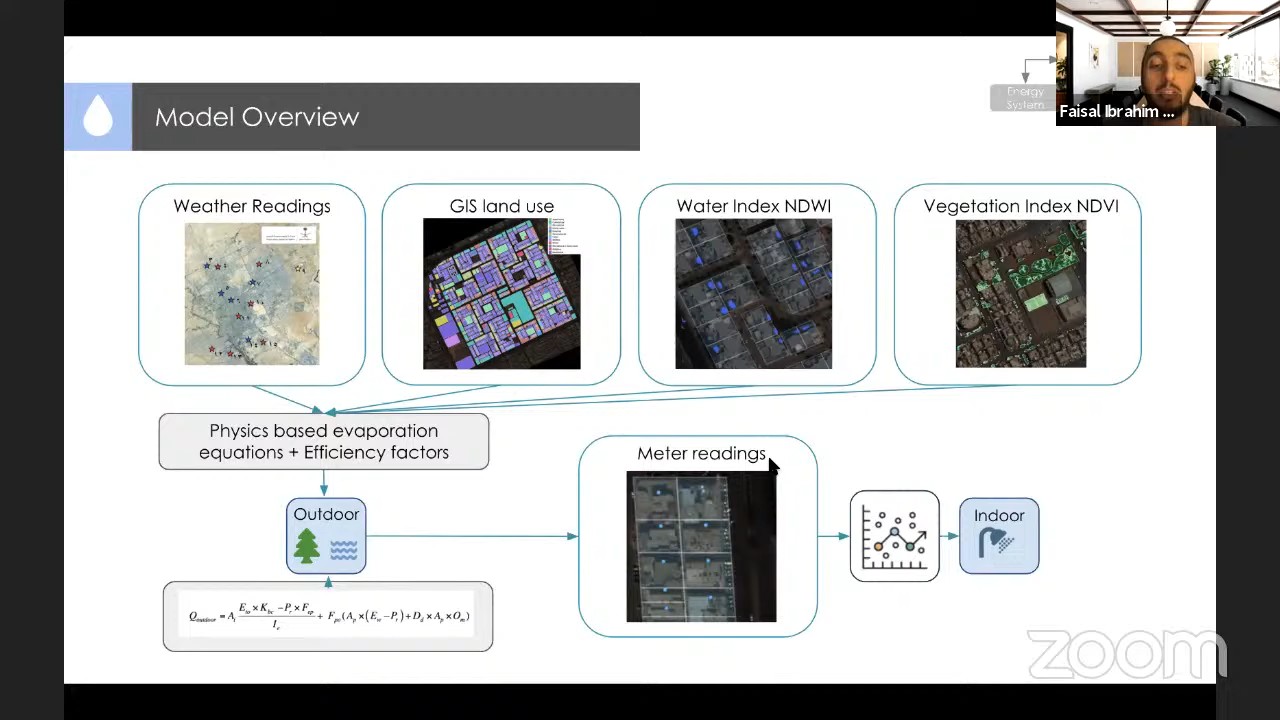 Energy
System
Faisal Ibrahim ...
Model Overview
Weather Readings
GIS land use
Water Index NDWI
Vegetation Index NDVI
Physics based evaporation
equations + Efficiency factors
Meter readings
Outdoor
Indoor
zoom